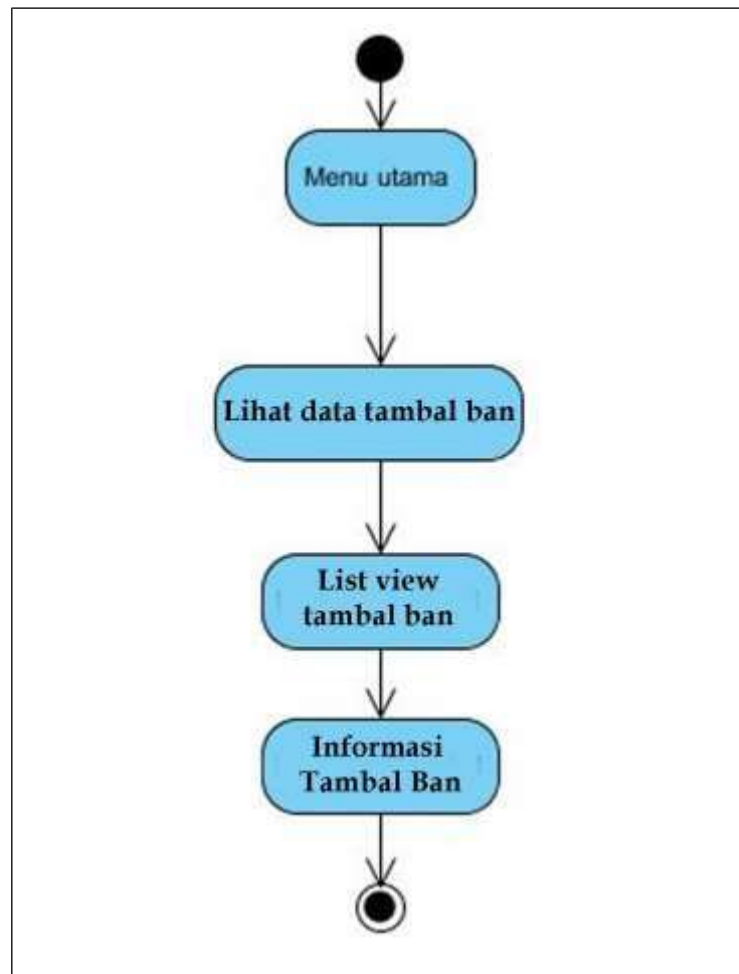 Menu utama
Lihat data tambal ban
List view
tambal ban
Informasi
Tambal Ban